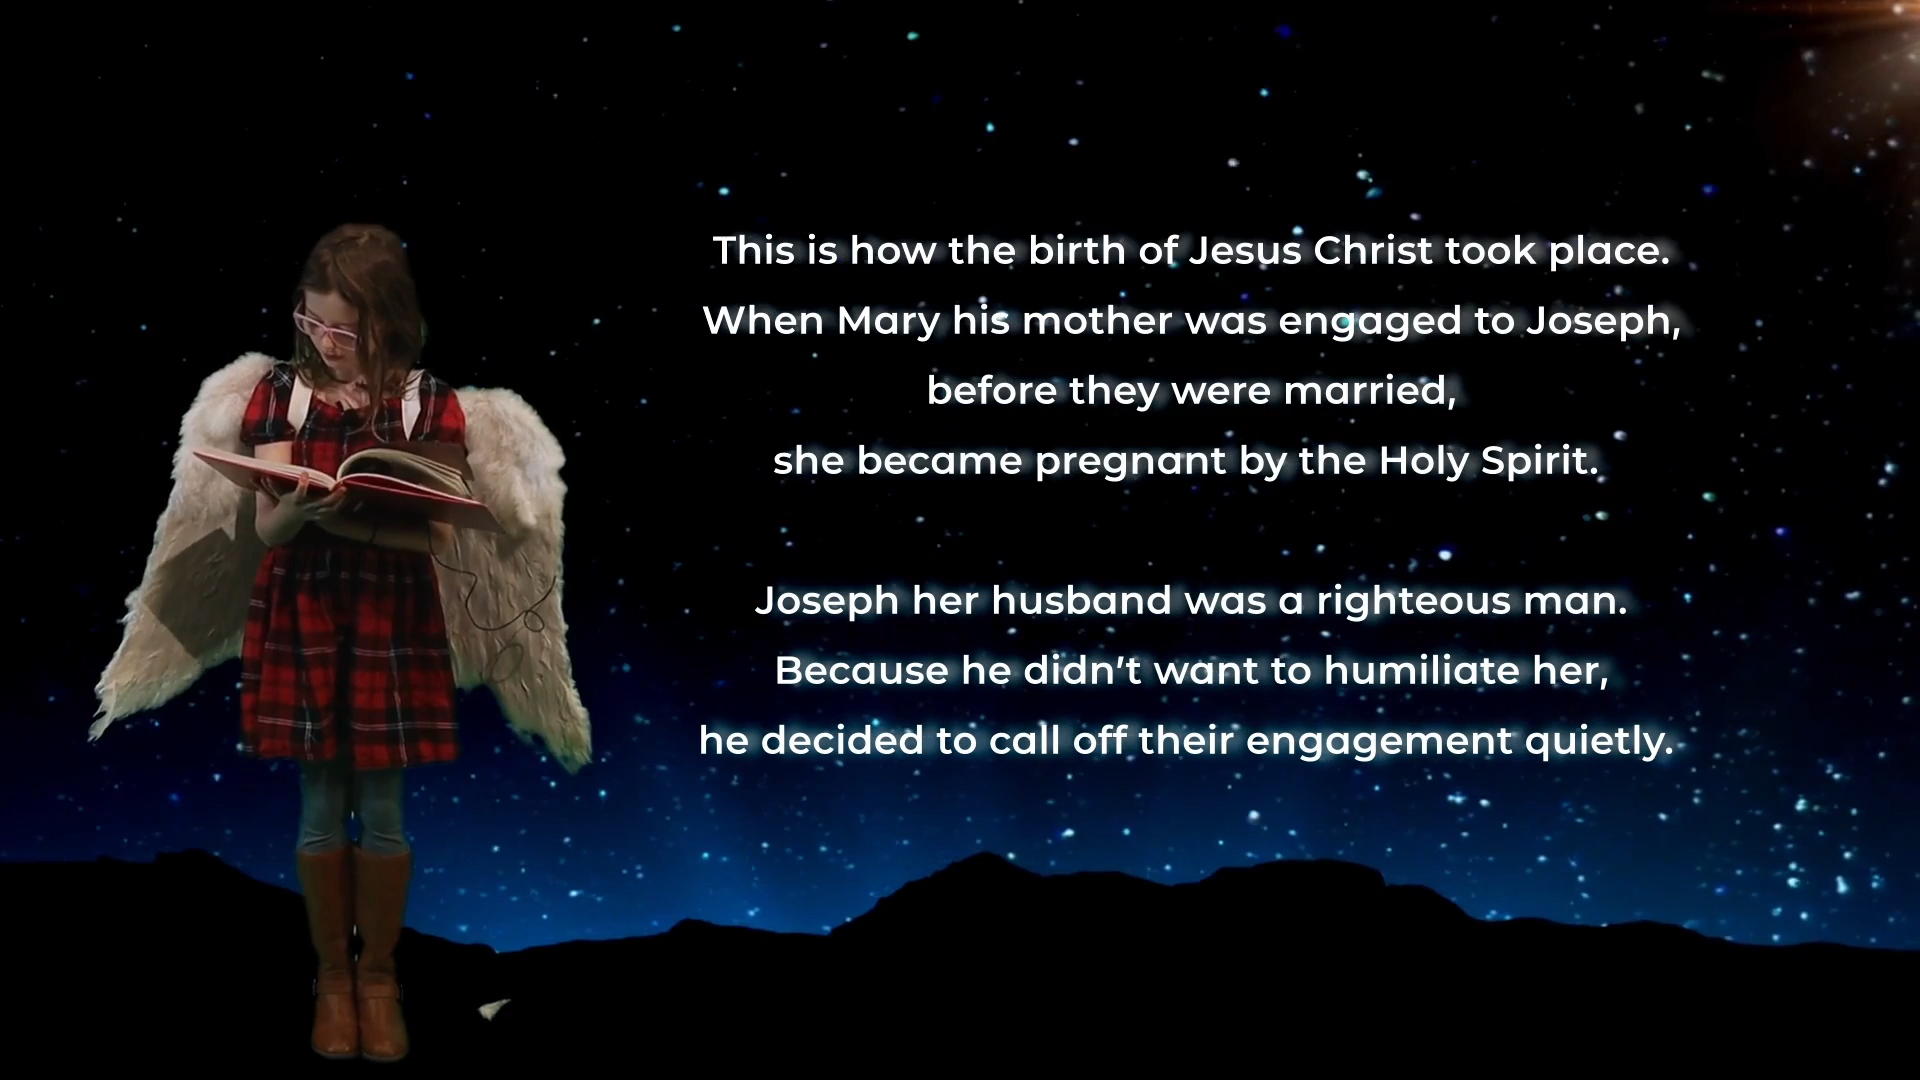 This is how the birth of Jesus Christ took place.
When Mary his mother was engaged to Joseph,
before they were married,
she became pregnant by the Holy Spirit.
Joseph her husband was a righteous man.
Because he didn’t want to humiliate her,
he decided to call off their engagement quietly.